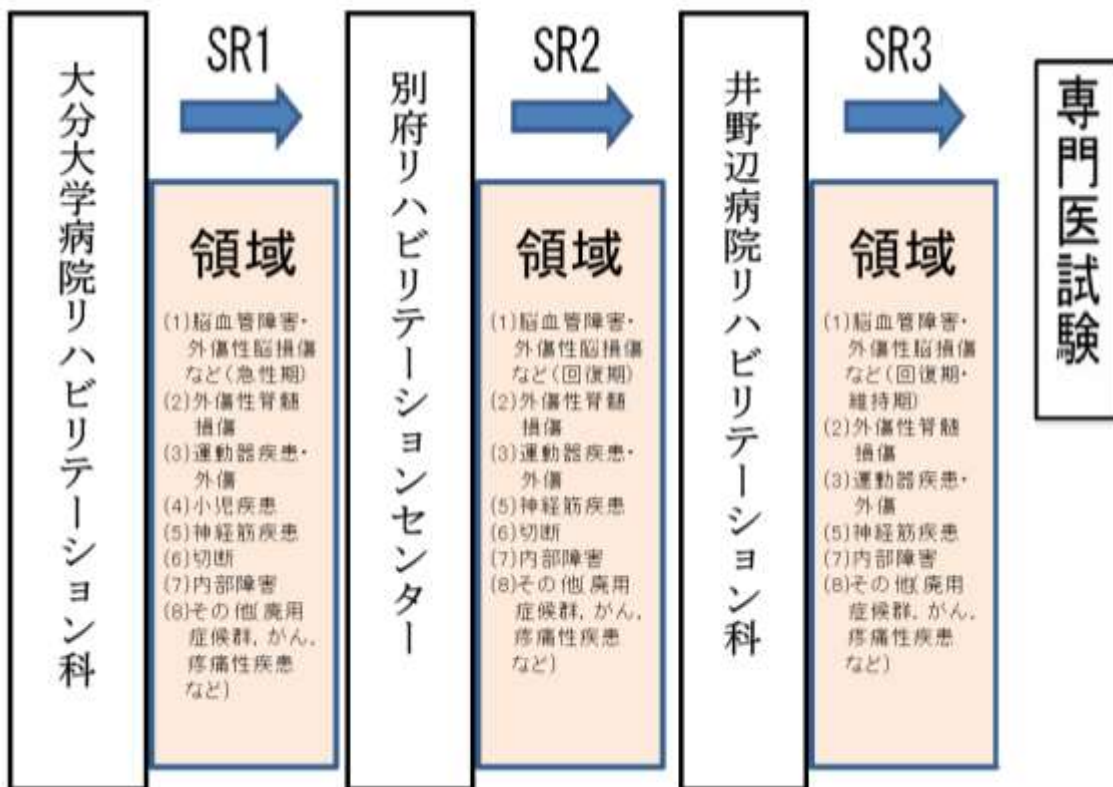 大分大学病院リハビリテーション科
SR1
領域
(1)脳血管障害・
外傷性脳損傷
など(急性期)
(2)外傷性脊髄
損傷
(3)運動器疾患・
外傷
(4)小児疾患
(5)神経筋疾患
(6)切断
(7)内部障害
(8)その他(廃用
症候群, がん,
疼痛性疾患
など)
別府リハビリテーションセンター
SR2
領域
(1)脳血管障害・
外傷性脳損傷
など(回復期)
(2)外傷性脊髄
損傷
(3)運動器疾患・
外傷
(5)神経筋疾患
(6)切断
(7)内部障害
(8)その他(廃用
症候群, がん,
疼痛性疾患
など)
井野辺病院リハビリテーション科
SR3
領域
(1)脳血管障害・
外傷性脳損傷
など(回復期・
維持期)
(2)外傷性脊髄
損傷
(3)運動器疾患・
外傷
(5)神経筋疾患
(7)内部障害
(8)その他(廃用
症候群, がん,
疼痛性疾患
など)
専門医試験